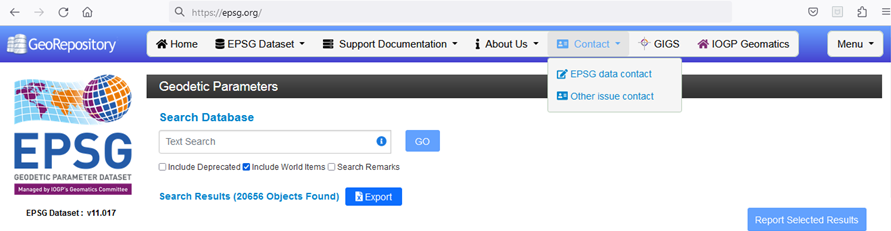 https://epsg.org/
GeoRepository
Home EPSG Dataset Support Documentation About Us Contact GIGS IOGP Geomatics Menu
EPSG data contact
Other issue contact
Geodetic Parameters
Search Database
Text Search GO
Include Deprecated Include World Items Search Remarks
Search Results (20656 Objects Found) Export
Report Selected Results
EPSG
GEODETIC PARAMETER DATASET
Managed by IOGP's Geomatics Committee
EPSG Dataset : v11.017